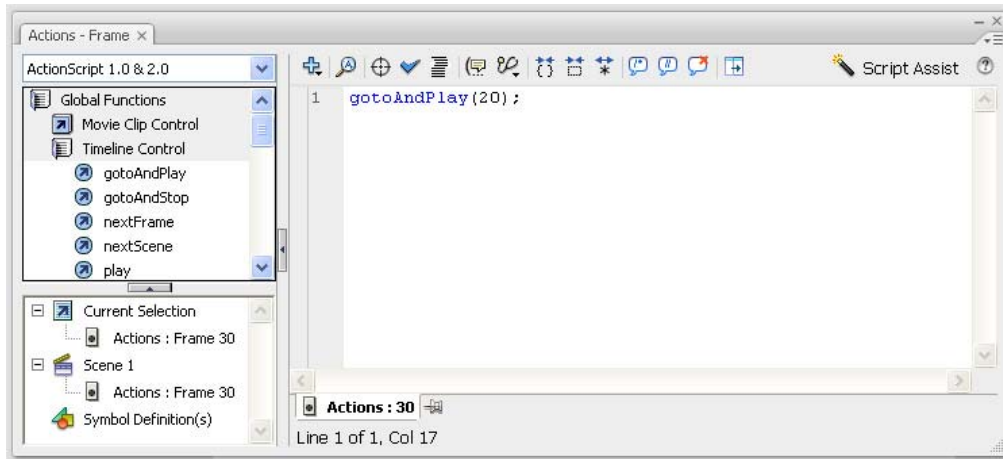 Actions - Frame
ActionScript 1.0 & 2.0
Script Assist
Global Functions
Movie Clip Control
Timeline Control
gotoAndPlay
gotoAndStop
nextFrame
nextScene
play
1 gotoAndPlay(20);
Current Selection
Actions : Frame 30
Scene 1
Actions : Frame 30
Symbol Definition(s)
Actions : 30
Line 1 of 1, Col 17